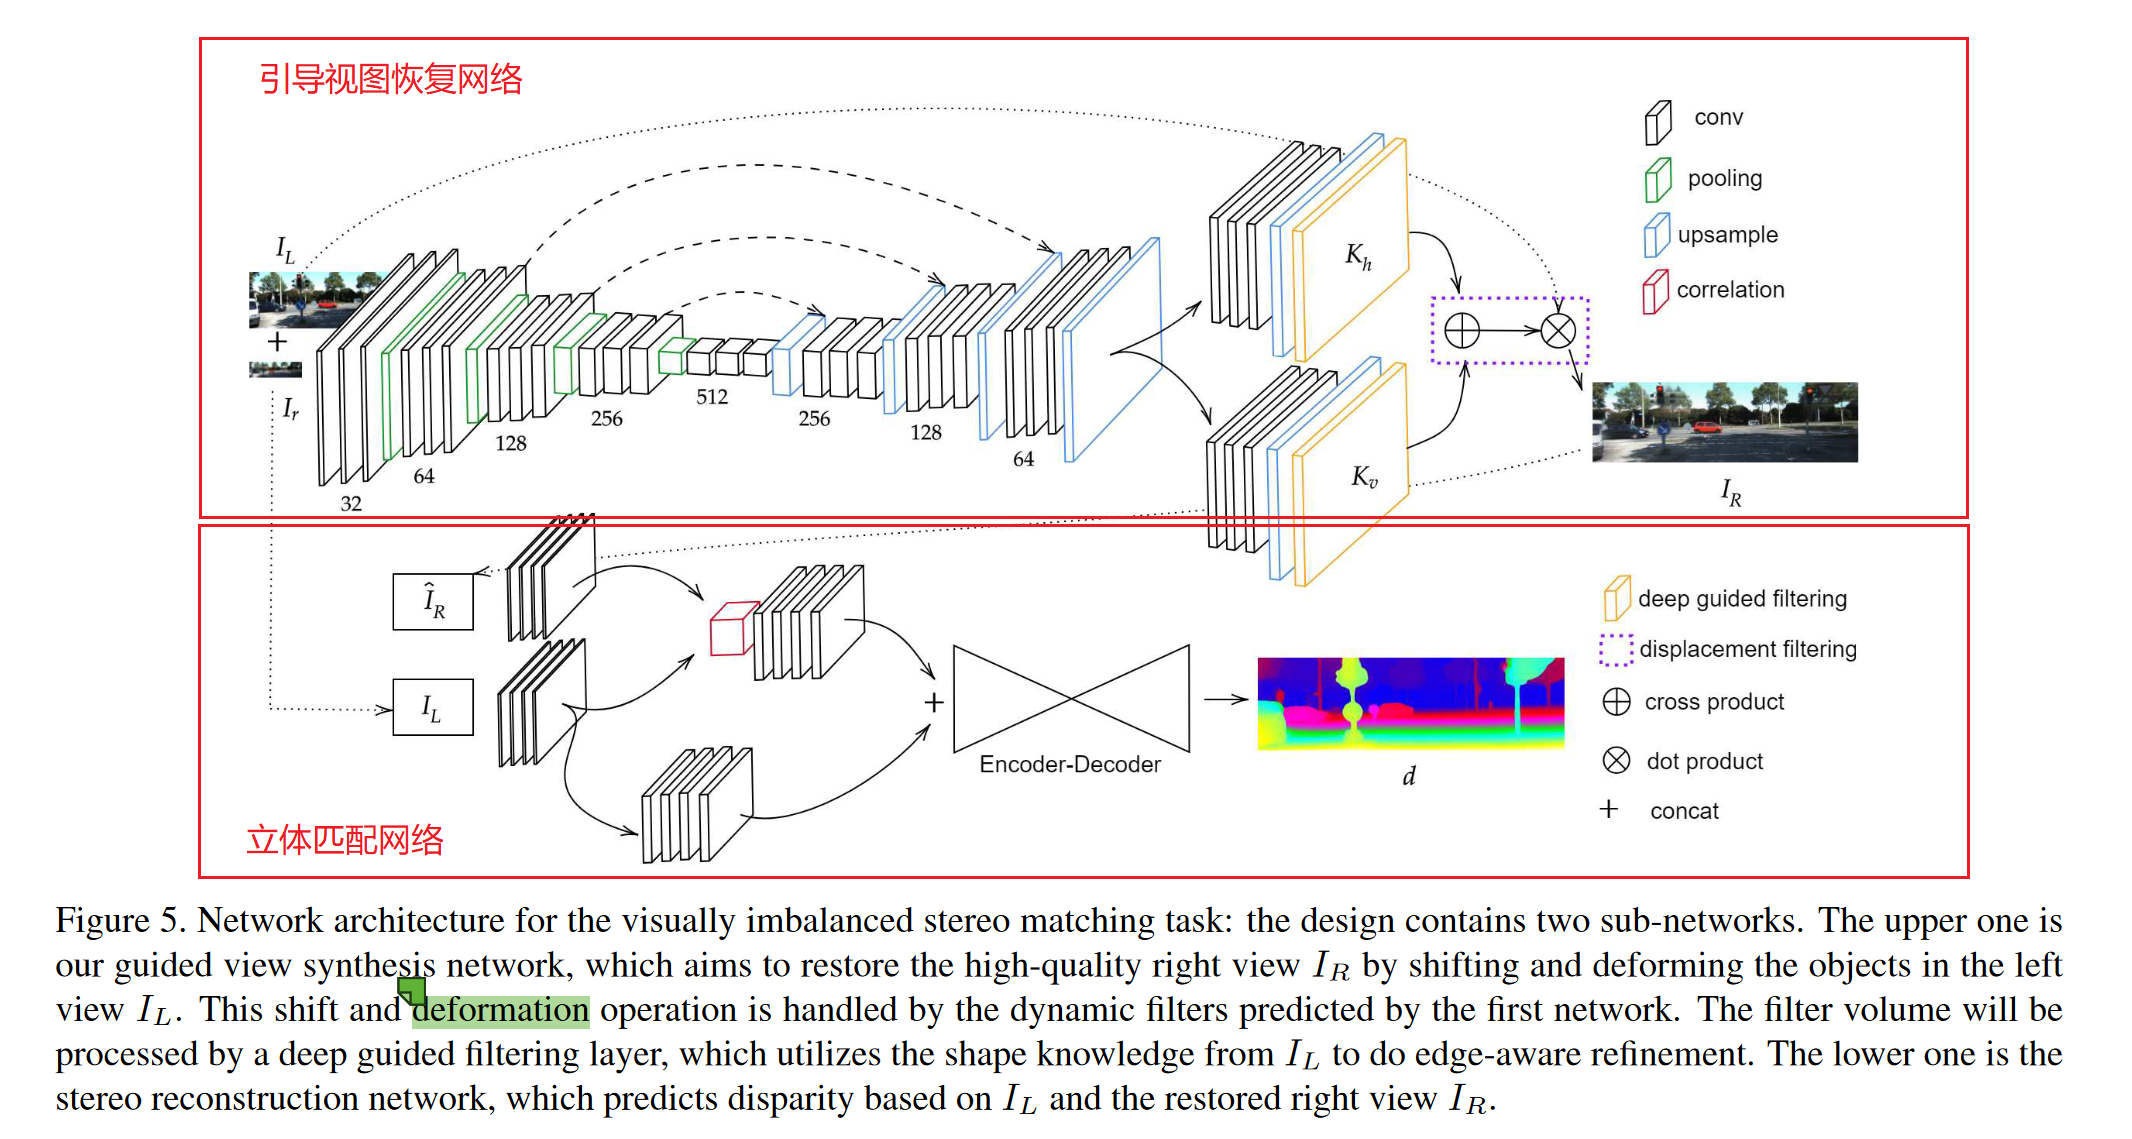 引导视图恢复网络
conv
pooling
upsample
correlation
I_L
+
I_r
32
64
128
256
512
256
128
64
K_h
K_v
I_R
Î_R
I_L
+
Encoder-Decoder
d
deep guided filtering
displacement filtering
cross product
dot product
+ concat
立体匹配网络
Figure 5. Network architecture for the visually imbalanced stereo matching task: the design contains two sub-networks. The upper one is
our guided view synthesis network, which aims to restore the high-quality right view I_R by shifting and deforming the objects in the left
view I_L. This shift and deformation operation is handled by the dynamic filters predicted by the first network. The filter volume will be
processed by a deep guided filtering layer, which utilizes the shape knowledge from I_L to do edge-aware refinement. The lower one is the
stereo reconstruction network, which predicts disparity based on I_L and the restored right view I_R.